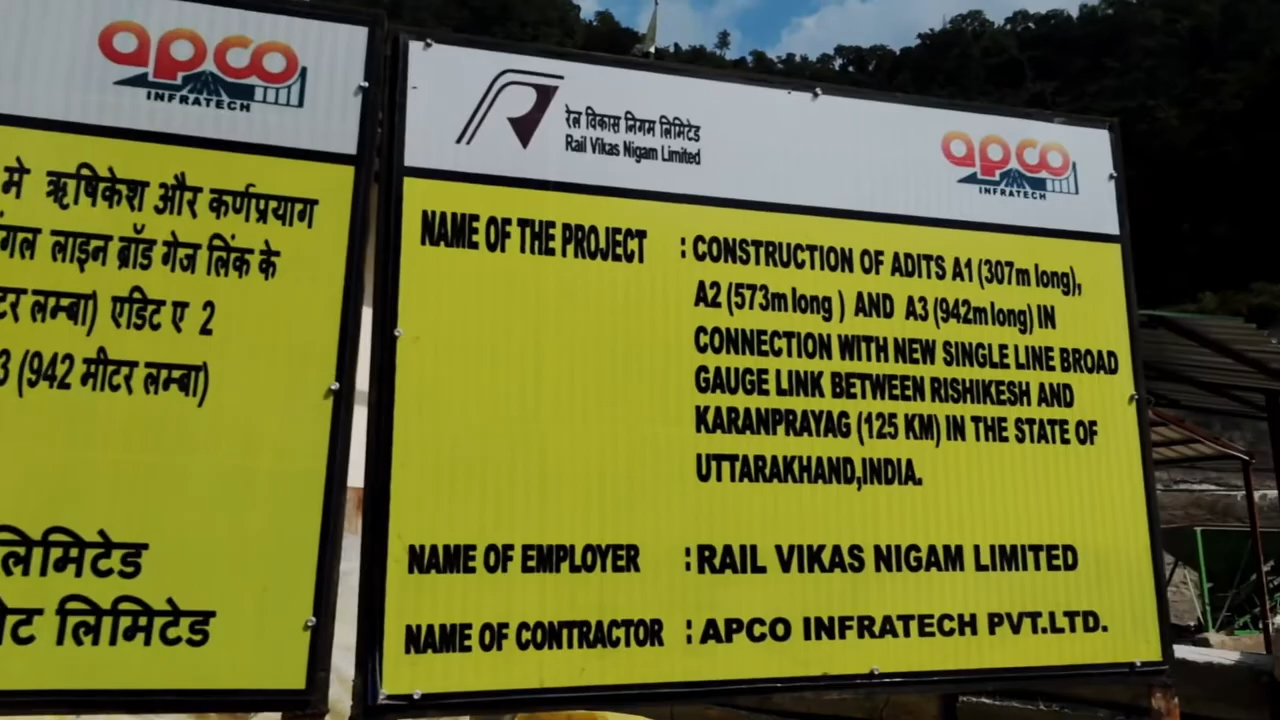 apco
INFRATECH
मे ऋषिकेश और कर्णप्रयाग
लाइन ब्रॉड गेज लिंक के
लम्बा) एडिट ए 2
3 (942 मीटर लम्बा)
लिमिटेड
लिमिटेड
रेल विकास निगम लिमिटेड
Rail Vikas Nigam Limited
apco
INFRATECH
NAME OF THE PROJECT : CONSTRUCTION OF ADITS A1 (307m long),
A2 (573m long ) AND A3 (942m long) IN
CONNECTION WITH NEW SINGLE LINE BROAD
GAUGE LINK BETWEEN RISHIKESH AND
KARANPRAYAG (125 KM) IN THE STATE OF
UTTARAKHAND,INDIA.
NAME OF EMPLOYER : RAIL VIKAS NIGAM LIMITED
NAME OF CONTRACTOR : APCO INFRATECH PVT.LTD.